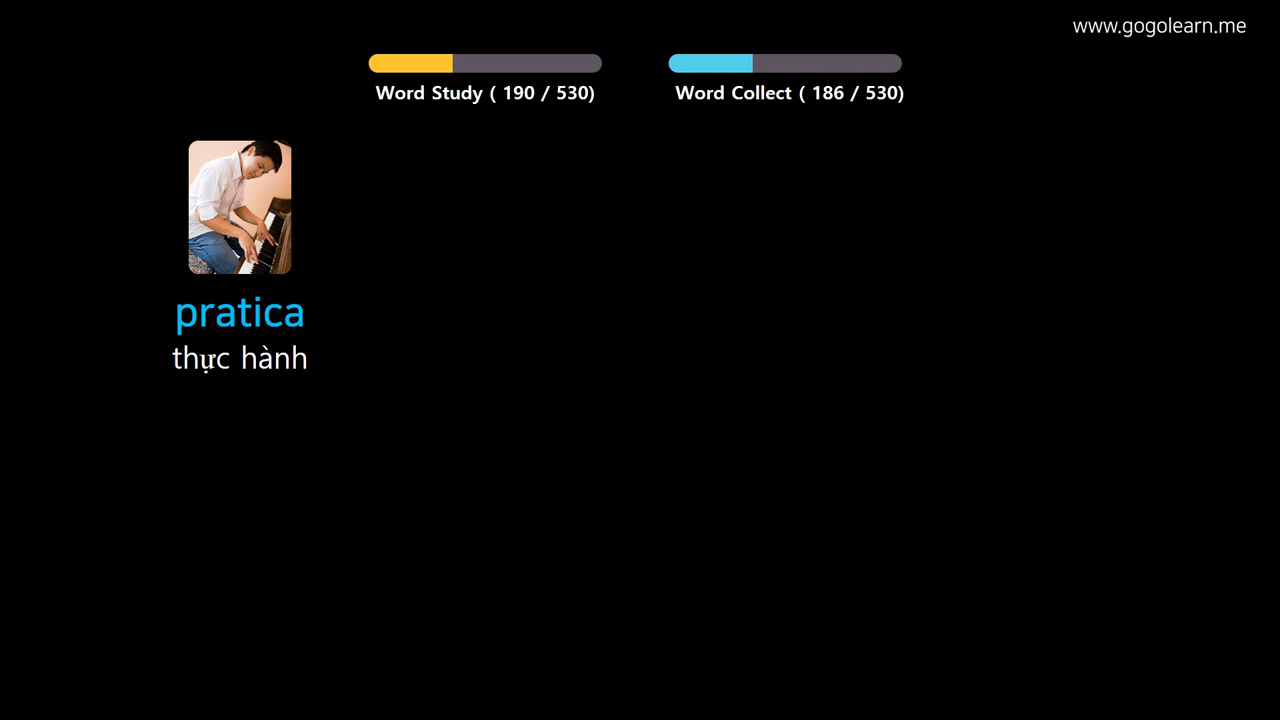 www.gogolearn.me
Word Study ( 190 / 530)
Word Collect ( 186 / 530)
pratica
thực hành